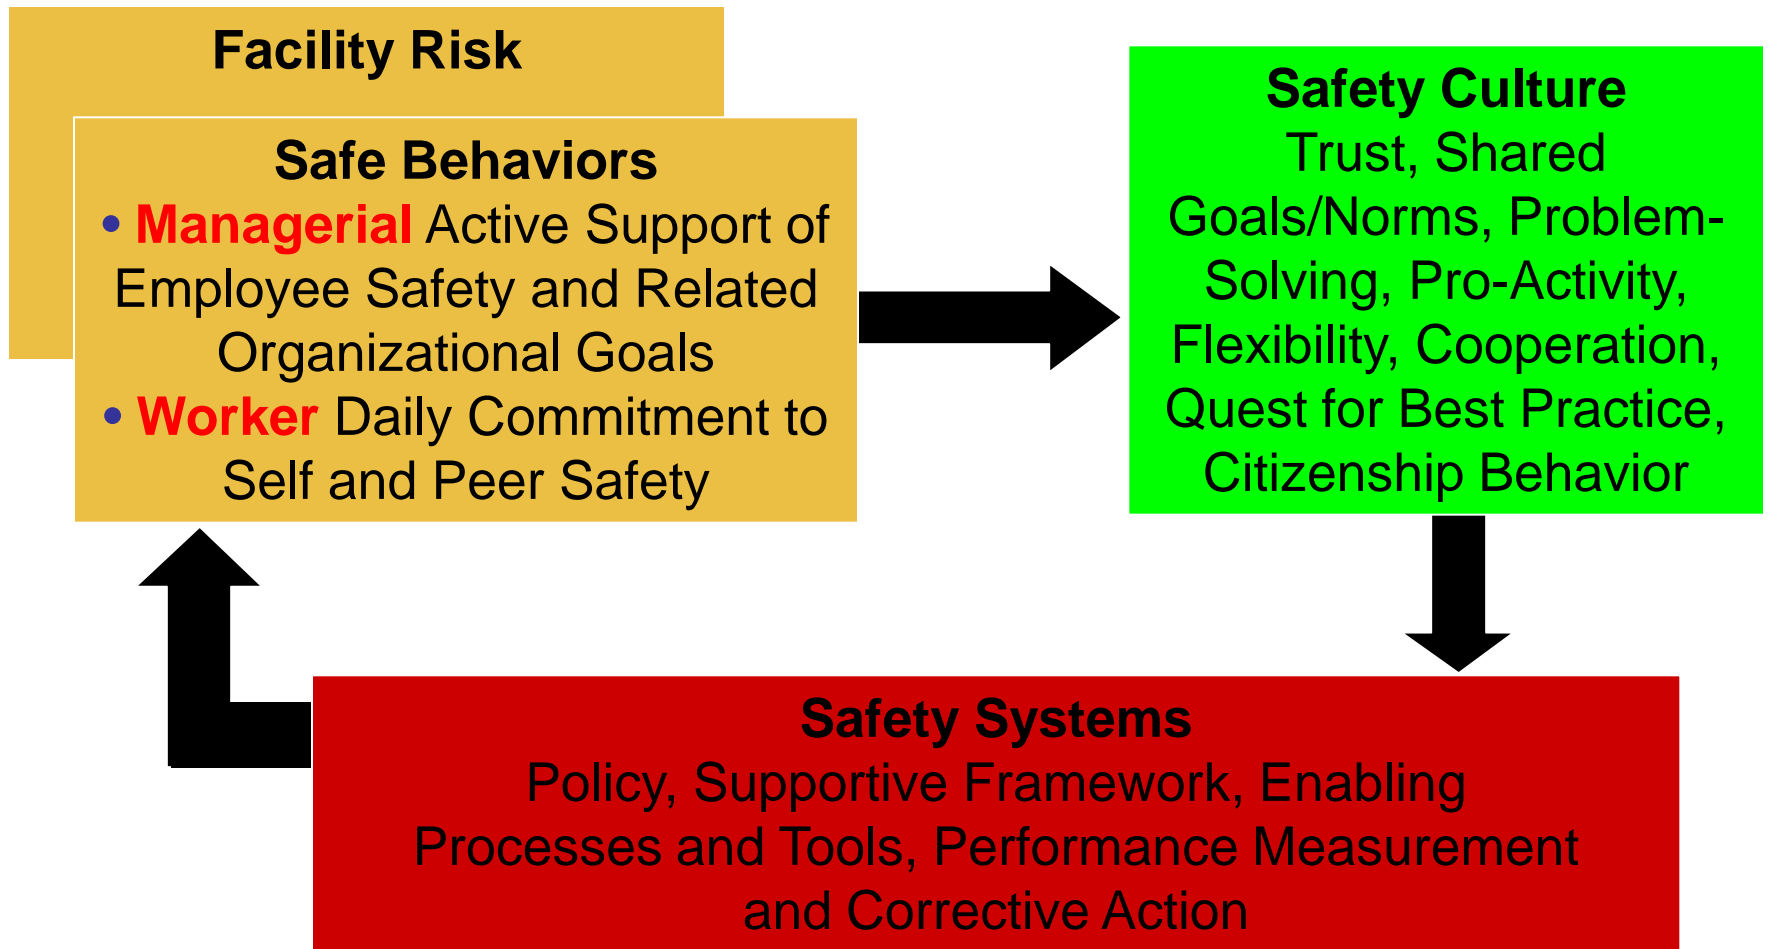 Facility Risk
Safe Behaviors
• Managerial Active Support of
Employee Safety and Related
Organizational Goals
• Worker Daily Commitment to
Self and Peer Safety
Safety Culture
Trust, Shared
Goals/Norms, Problem-
Solving, Pro-Activity,
Flexibility, Cooperation,
Quest for Best Practice,
Citizenship Behavior
Safety Systems
Policy, Supportive Framework, Enabling
Processes and Tools, Performance Measurement
and Corrective Action